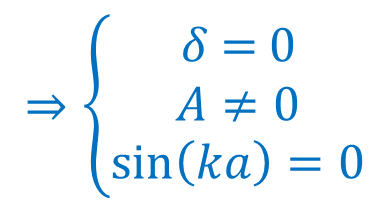 δ = 0
⇒ { A ≠ 0
sin(ka) = 0